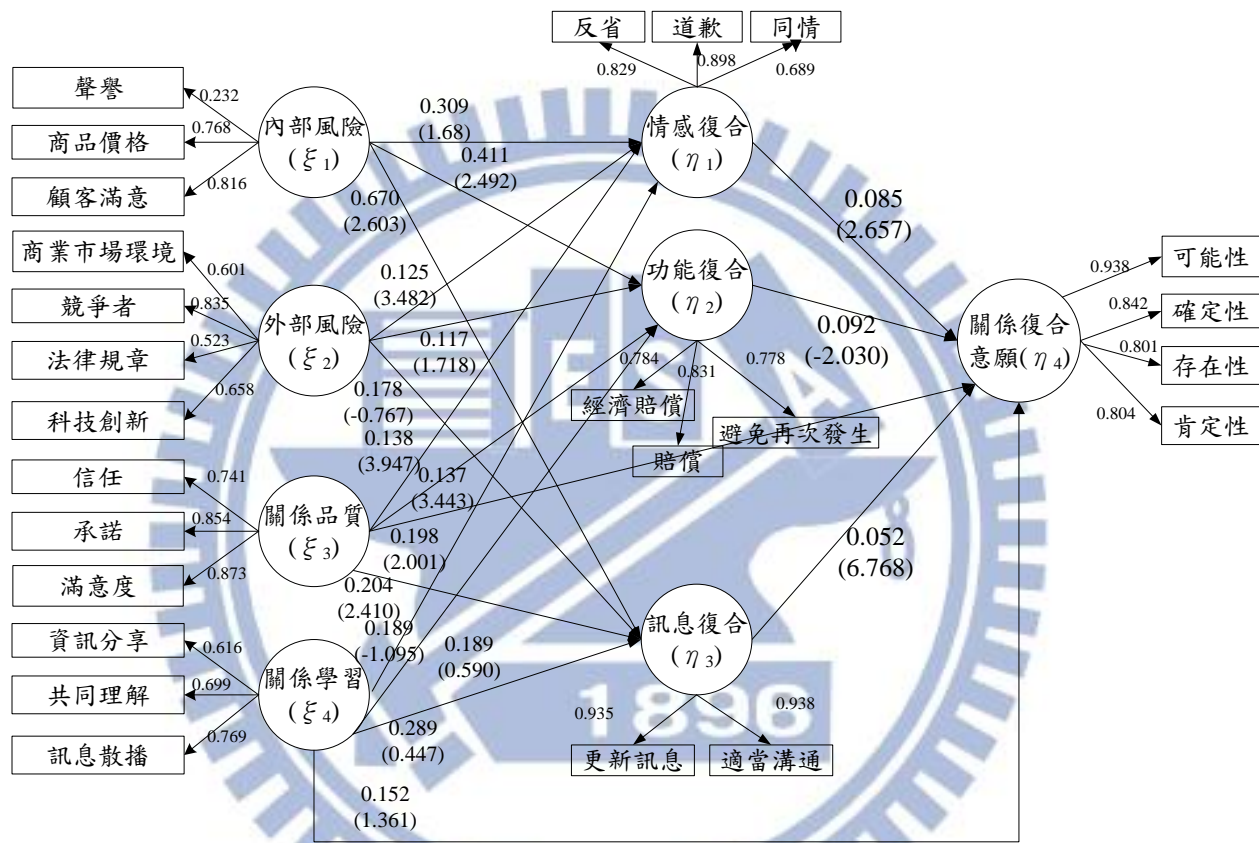 反省
道歉
同情
0.829
0.898
0.689
聲譽
商品價格
顧客滿意
0.232
0.768
0.816
內部風險
(ξ1)
0.309
(1.68)
0.411
(2.492)
0.670
(2.603)
情感復合
(η1)
0.085
(2.657)
商業市場環境
競爭者
法律規章
科技創新
0.601
0.835
0.523
0.658
外部風險
(ξ2)
0.125
(3.482)
0.117
(1.718)
0.178
(-0.767)
功能復合
(η2)
0.092
(-2.030)
0.784
0.831
0.778
經濟賠償
賠償
避免再次發生
關係復合
意願(η4)
0.938
0.842
0.801
0.804
可能性
確定性
存在性
肯定性
信任
承諾
滿意度
0.741
0.854
0.873
關係品質
(ξ3)
0.138
(3.947)
0.137
(3.443)
0.198
(2.001)
0.204
(2.410)
0.052
(6.768)
資訊分享
共同理解
訊息散播
0.616
0.699
0.769
關係學習
(ξ4)
0.189
(-1.095)
0.189
(0.590)
0.289
(0.447)
0.152
(1.361)
訊息復合
(η3)
0.935
0.938
更新訊息
適當溝通
1896